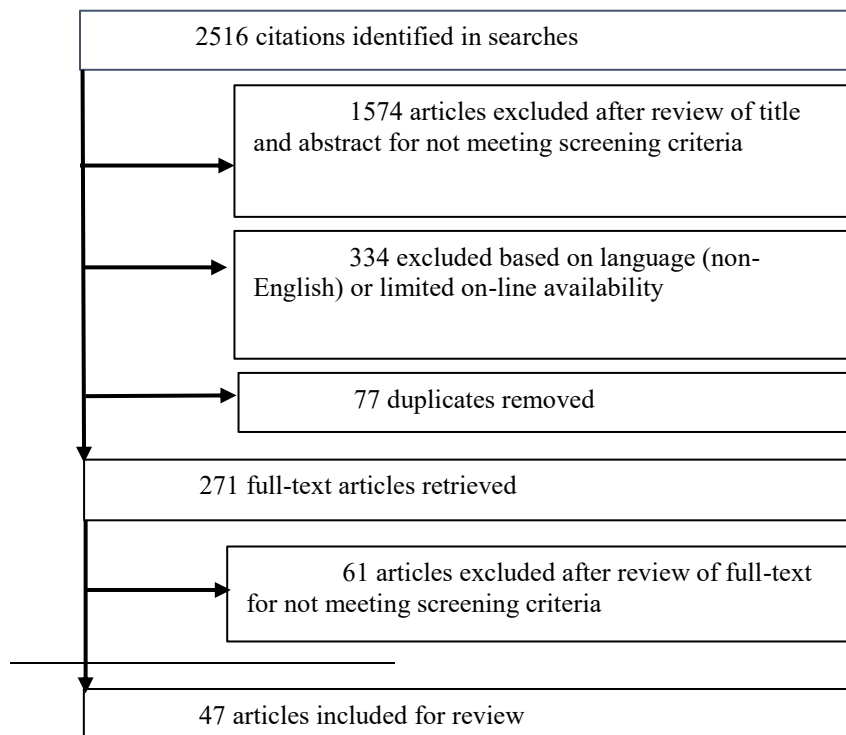 2516 citations identified in searches
1574 articles excluded after review of title
and abstract for not meeting screening criteria
334 excluded based on language (non-
English) or limited on-line availability
77 duplicates removed
271 full-text articles retrieved
61 articles excluded after review of full-text
for not meeting screening criteria
47 articles included for review